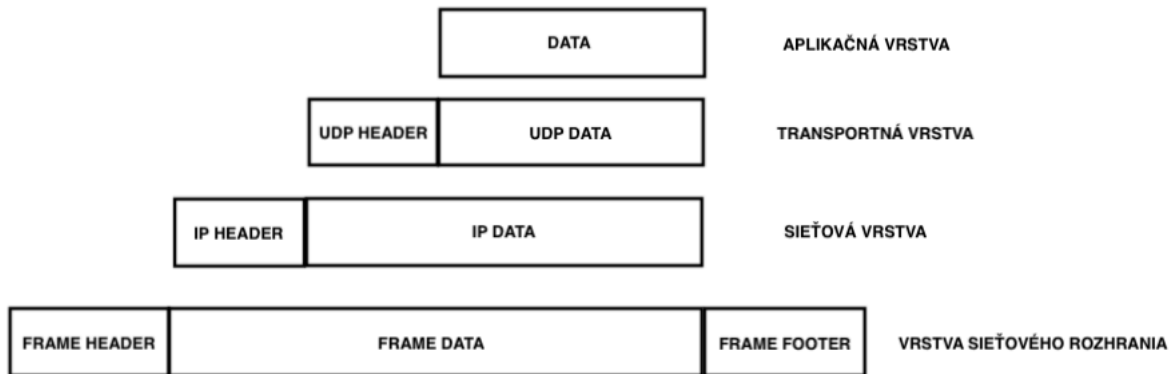 DATA APLIKAČNÁ VRSTVA
UDP HEADER UDP DATA TRANSPORTNÁ VRSTVA
IP HEADER IP DATA SIEŤOVÁ VRSTVA
FRAME HEADER FRAME DATA FRAME FOOTER VRSTVA SIEŤOVÉHO ROZHRANIA